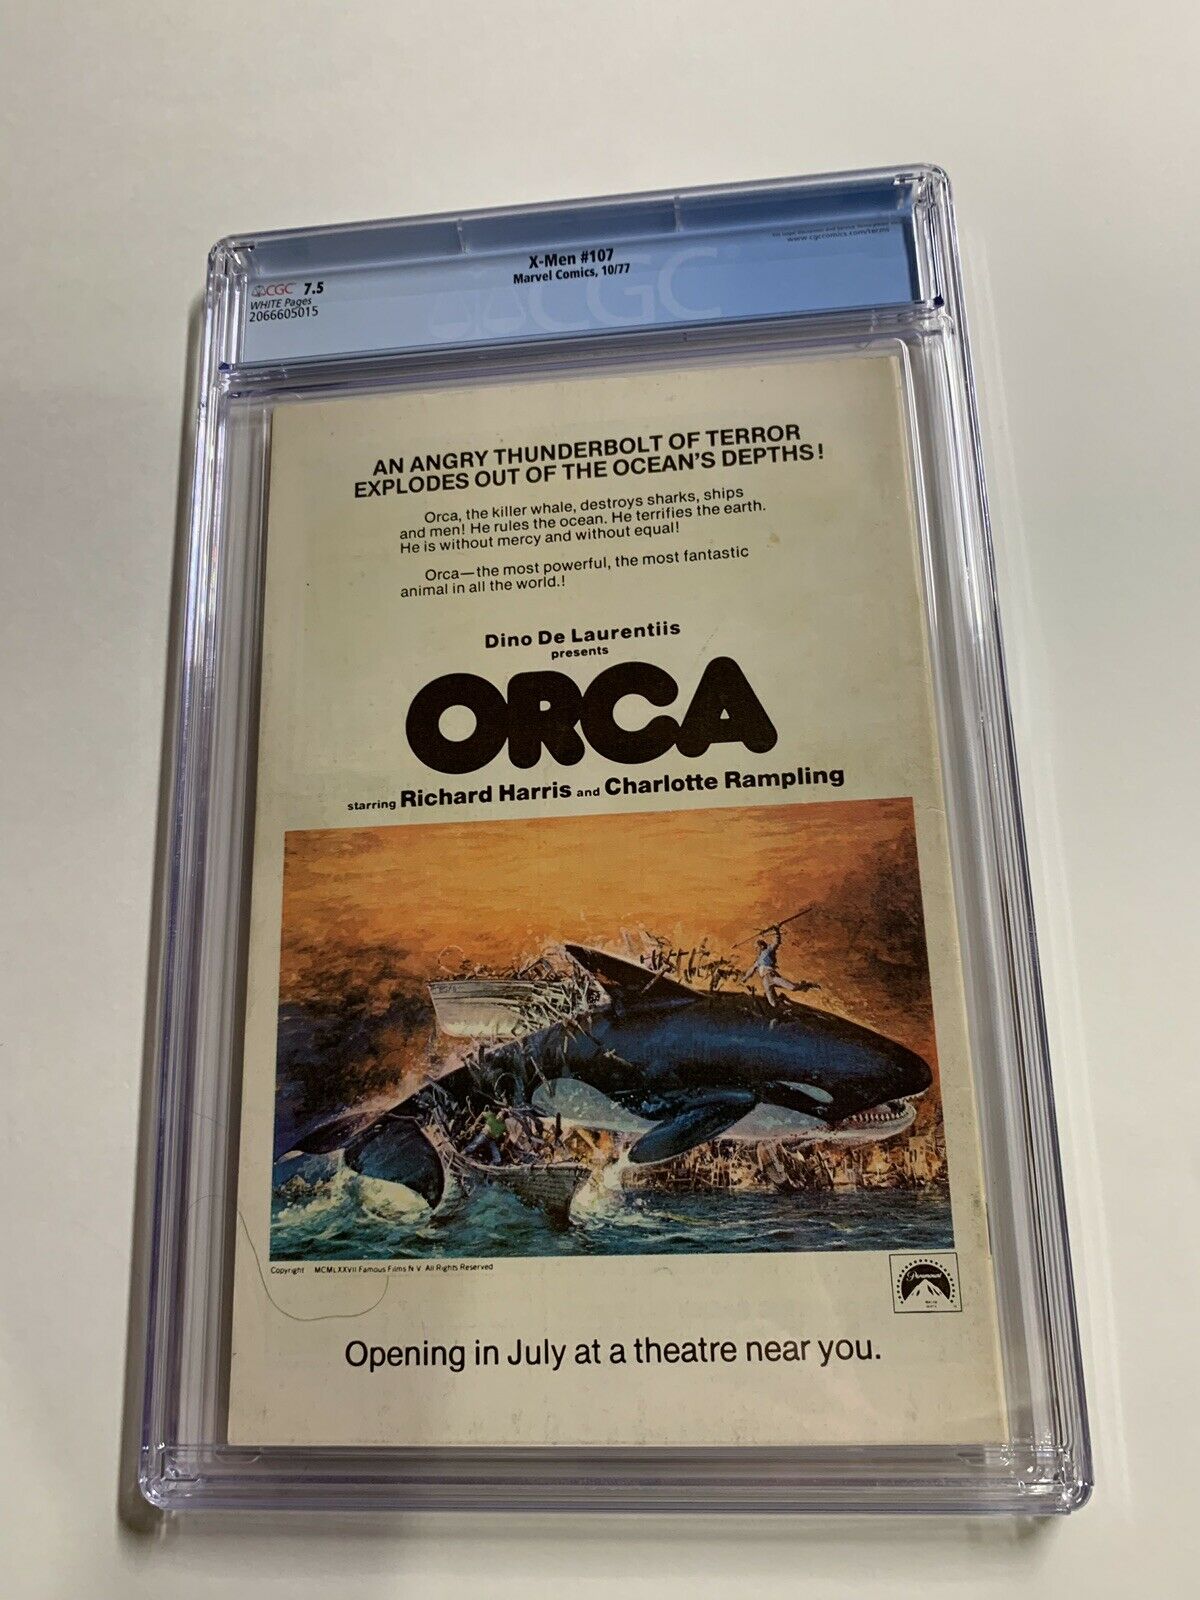 X-Men #107
Marvel Comics, 10/77
www.cgccomics.com/terms
CGC 7.5
WHITE Pages
2066605015
CGC
AN ANGRY THUNDERBOLT OF TERROR
EXPLODES OUT OF THE OCEAN'S DEPTHS!
Orca, the killer whale, destroys sharks, ships
and men! He rules the ocean. He terrifies the earth.
He is without mercy and without equal!
Orca—the most powerful, the most fantastic
animal in all the world.!
Dino De Laurentiis
presents
ORCA
starring Richard Harris and Charlotte Rampling
Copyright MCMLXXVII Famous Films N V All Rights Reserved
Paramount
Opening in July at a theatre near you.